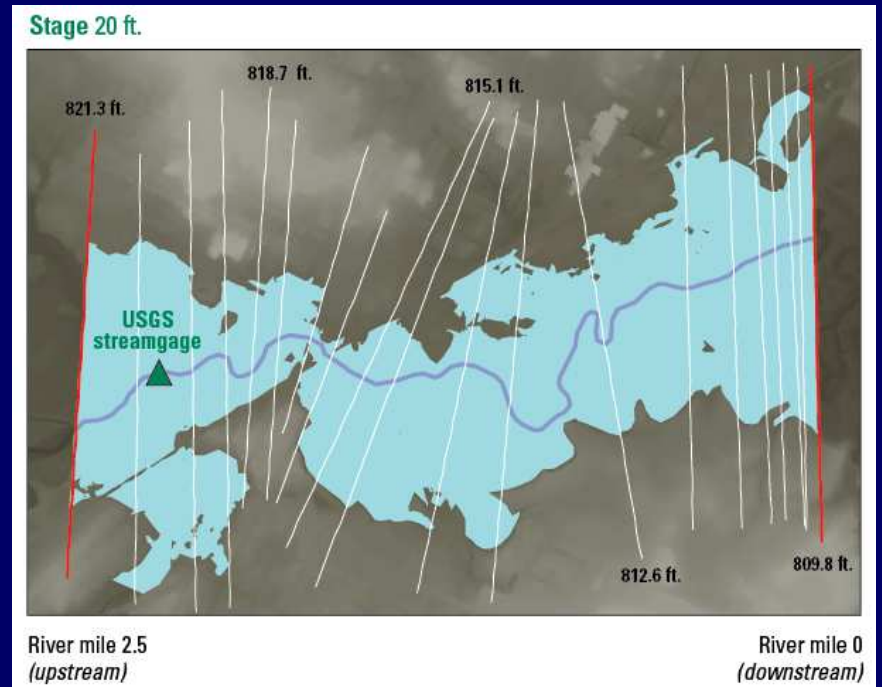 Stage 20 ft.
818.7 ft.
815.1 ft.
821.3 ft.
USGS
streamgage
812.6 ft.
809.8 ft.
River mile 2.5
(upstream)
River mile 0
(downstream)